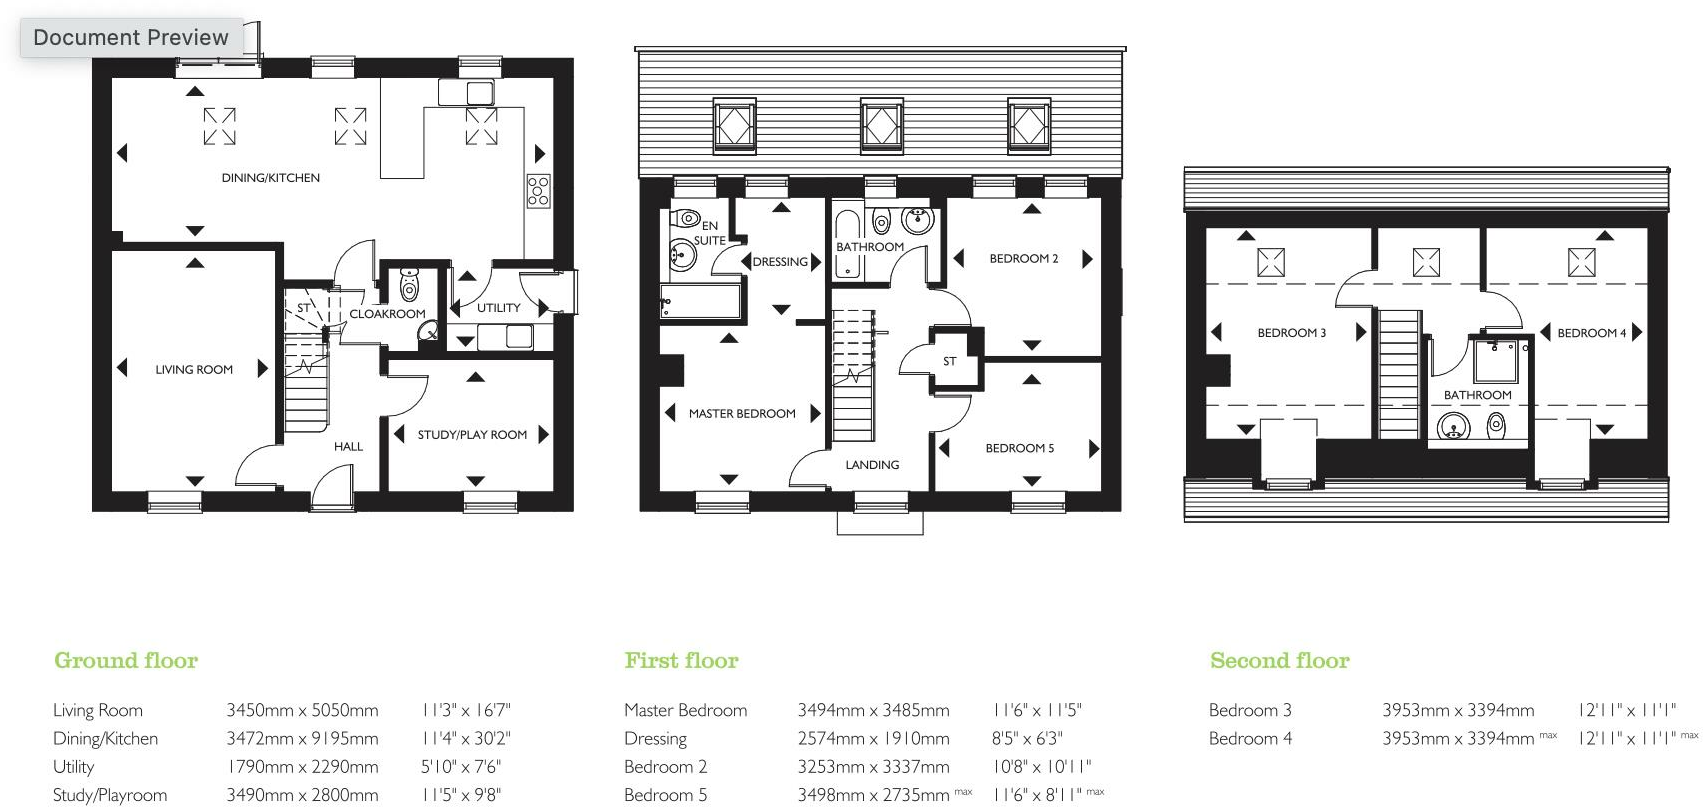 Document Preview
DINING/KITCHEN
ST
CLOAKROOM
UTILITY
LIVING ROOM
STUDY/PLAY ROOM
HALL
EN
SUITE
DRESSING
BATHROOM
BEDROOM 2
ST
MASTER BEDROOM
BEDROOM 5
LANDING
BEDROOM 3
BEDROOM 4
BATHROOM
Ground floor
Living Room 3450mm x 5050mm 11'3" x 16'7"
Dining/Kitchen 3472mm x 9195mm 11'4" x 30'2"
Utility 1790mm x 2290mm 5'10" x 7'6"
Study/Playroom 3490mm x 2800mm 11'5" x 9'8"
First floor
Master Bedroom 3494mm x 3485mm 11'6" x 11'5"
Dressing 2574mm x 1910mm 8'5" x 6'3"
Bedroom 2 3253mm x 3337mm 10'8" x 10'11"
Bedroom 5 3498mm x 2735mm max 11'6" x 8'11" max
Second floor
Bedroom 3 3953mm x 3394mm 12'11" x 11'1"
Bedroom 4 3953mm x 3394mm max 12'11" x 11'1" max